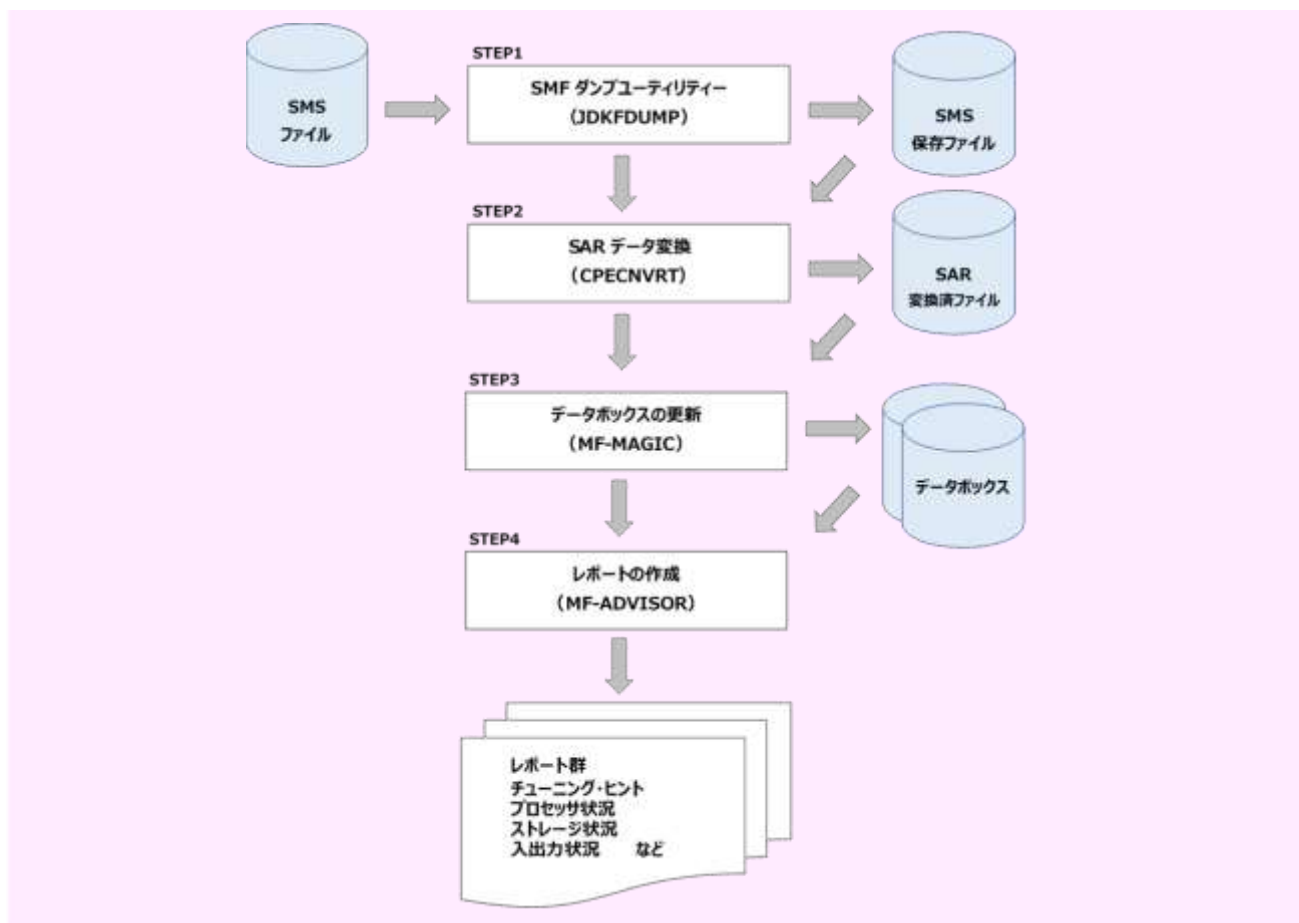 SMS
ファイル
STEP1
SMF ダンプユーティリティー
(JDKFDUMP)
SMS
保存ファイル
STEP2
SAR データ変換
(CPECNVRT)
SAR
変換済ファイル
STEP3
データボックスの更新
(MF-MAGIC)
データボックス
STEP4
レポートの作成
(MF-ADVISOR)
レポート群
チューニング・ヒント
プロセッサ状況
ストレージ状況
入出力状況　　など